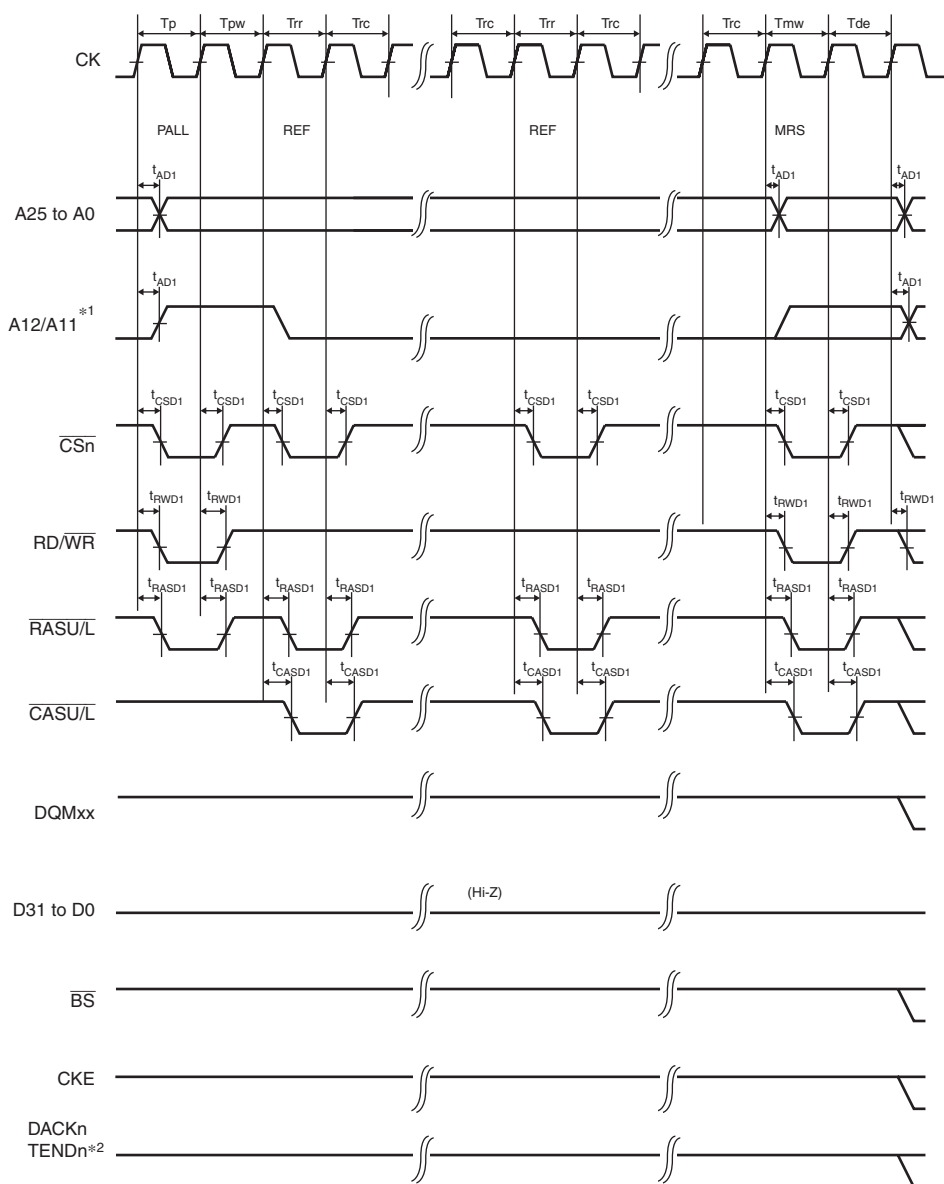 Tp Tpw Trr Trc Trc Trr Trc Trc Tmw Tde
CK
PALL REF REF MRS
tAD1 tAD1 tAD1
A25 to A0
tAD1 tAD1
A12/A11*1
tCSD1 tCSD1 tCSD1 tCSD1 tCSD1 tCSD1 tCSD1 tCSD1
CSn
tRWD1 tRWD1 tRWD1 tRWD1 tRWD1
RD/WR
tRASD1 tRASD1 tRASD1 tRASD1 tRASD1 tRASD1 tRASD1 tRASD1
RASU/L
tCASD1 tCASD1 tCASD1 tCASD1 tCASD1 tCASD1
CASU/L
DQMxx
(Hi-Z)
D31 to D0
BS
CKE
DACKn
TENDn*2